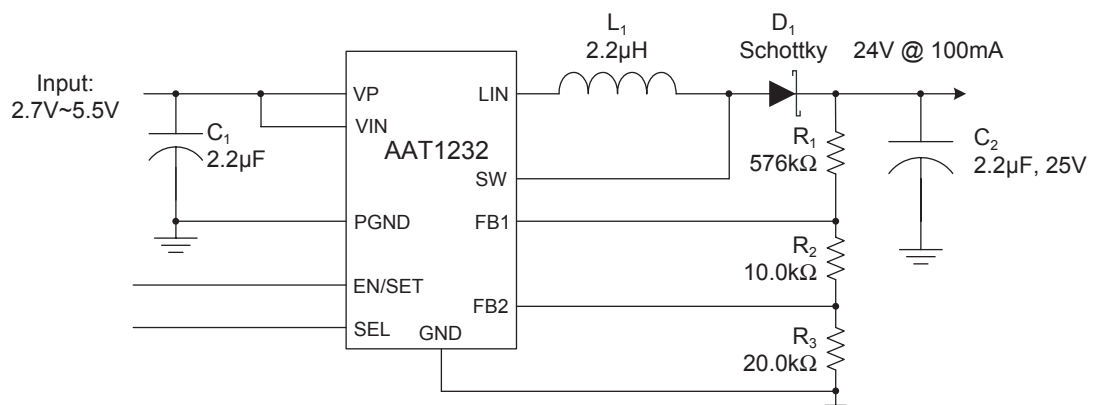 Input:
2.7V~5.5V
C₁
2.2µF
VP
VIN
AAT1232
PGND
EN/SET
SEL
GND
LIN
SW
FB1
FB2
L₁
2.2µH
D₁
Schottky
24V @ 100mA
R₁
576kΩ
R₂
10.0kΩ
R₃
20.0kΩ
C₂
2.2µF, 25V